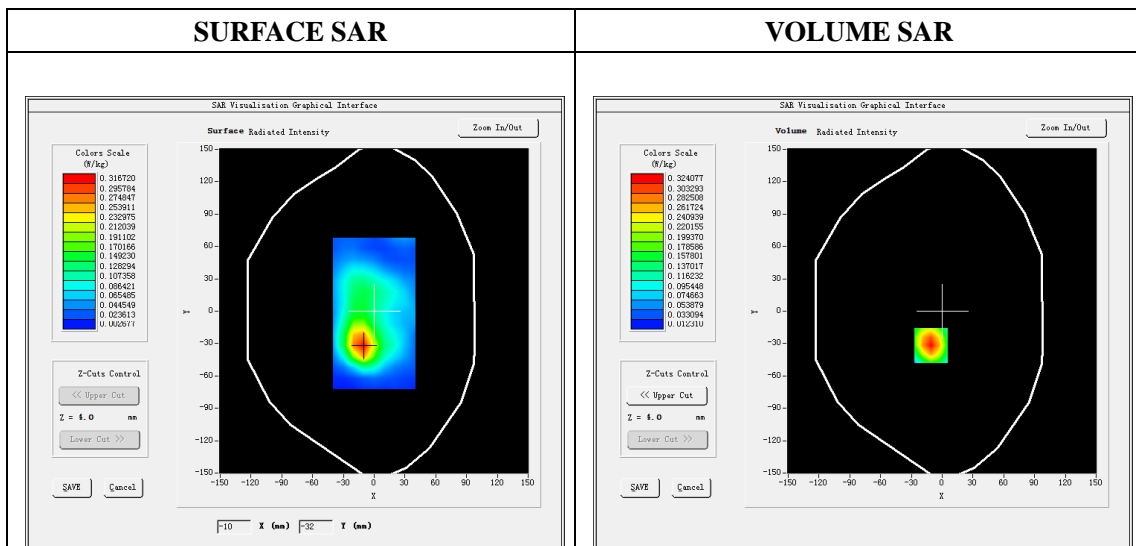 SURFACE SAR
VOLUME SAR
SAR Visualisation Graphical Interface
Surface Radiated Intensity
Zoom In/Out
Colors Scale
(W/kg)
0.316720
0.295784
0.274847
0.253911
0.232975
0.212039
0.191102
0.170166
0.149230
0.128294
0.107358
0.086421
0.065485
0.044549
0.023613
0.002677
Z-Cuts Control
<< Upper Cut
Z = 4.0 mm
Lower Cut >>
SAVE Cancel
150
120
90
60
30
0
-30
-60
-90
-120
-150
Y
-150 -120 -90 -60 -30 0 30 60 90 120 150
X
-10 X (mm) -32 Y (mm)
SAR Visualisation Graphical Interface
Volume Radiated Intensity
Zoom In/Out
Colors Scale
(W/kg)
0.324077
0.303293
0.282508
0.261724
0.240939
0.220155
0.199370
0.178586
0.157801
0.137017
0.116232
0.095448
0.074663
0.053879
0.033094
0.012310
Z-Cuts Control
<< Upper Cut
Z = 4.0 mm
Lower Cut >>
SAVE Cancel
150
120
90
60
30
0
-30
-60
-90
-120
-150
Y
-150 -120 -90 -60 -30 0 30 60 90 120 150
X